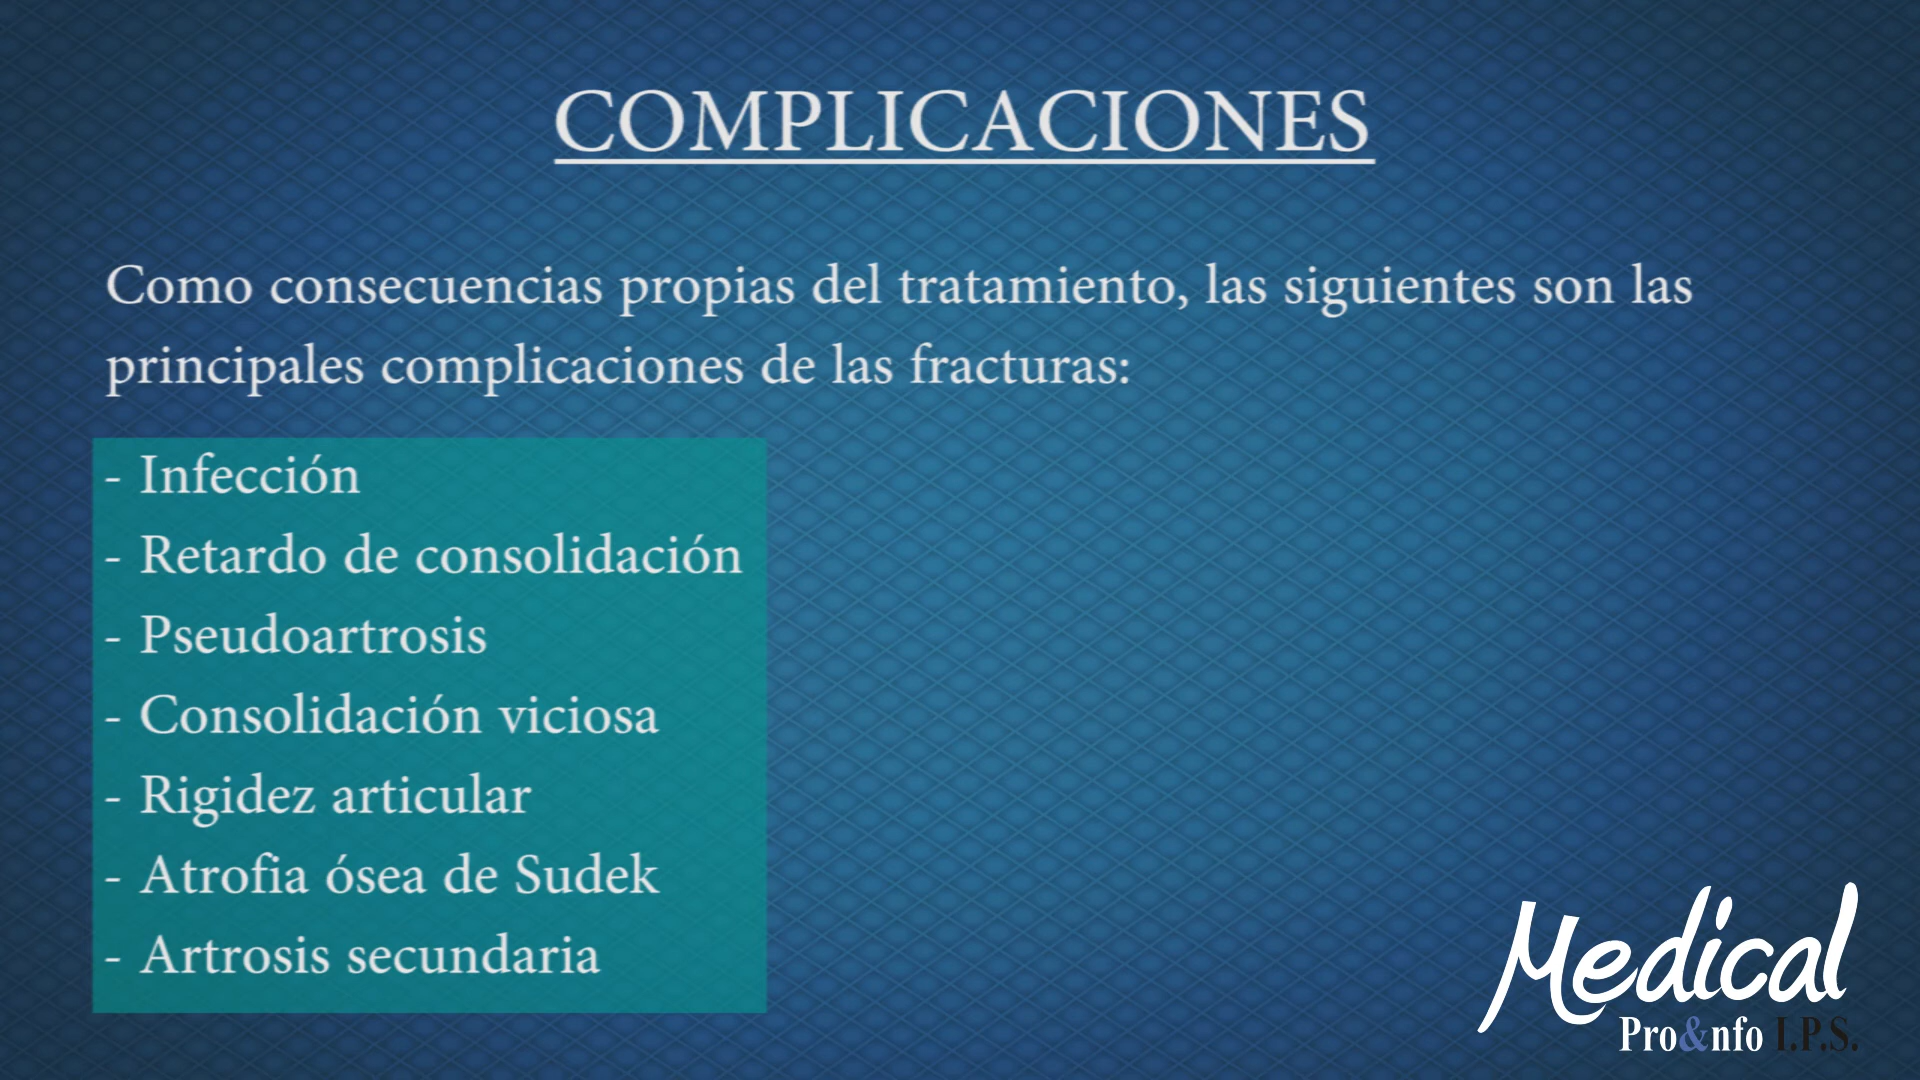 COMPLICACIONES
Como consecuencias propias del tratamiento, las siguientes son las
principales complicaciones de las fracturas:
- Infección
- Retardo de consolidación
- Pseudoartrosis
- Consolidación viciosa
- Rigidez articular
- Atrofia ósea de Sudek
- Artrosis secundaria
Medical
Pro&nfo I.P.S.